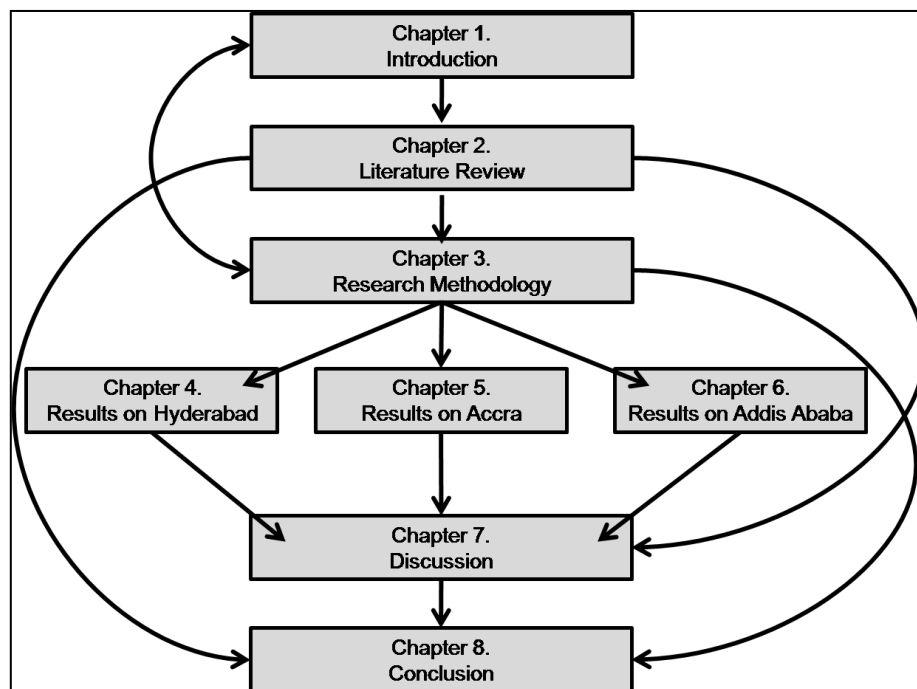 Chapter 1.
Introduction
Chapter 2.
Literature Review
Chapter 3.
Research Methodology
Chapter 4.
Results on Hyderabad
Chapter 5.
Results on Accra
Chapter 6.
Results on Addis Ababa
Chapter 7.
Discussion
Chapter 8.
Conclusion